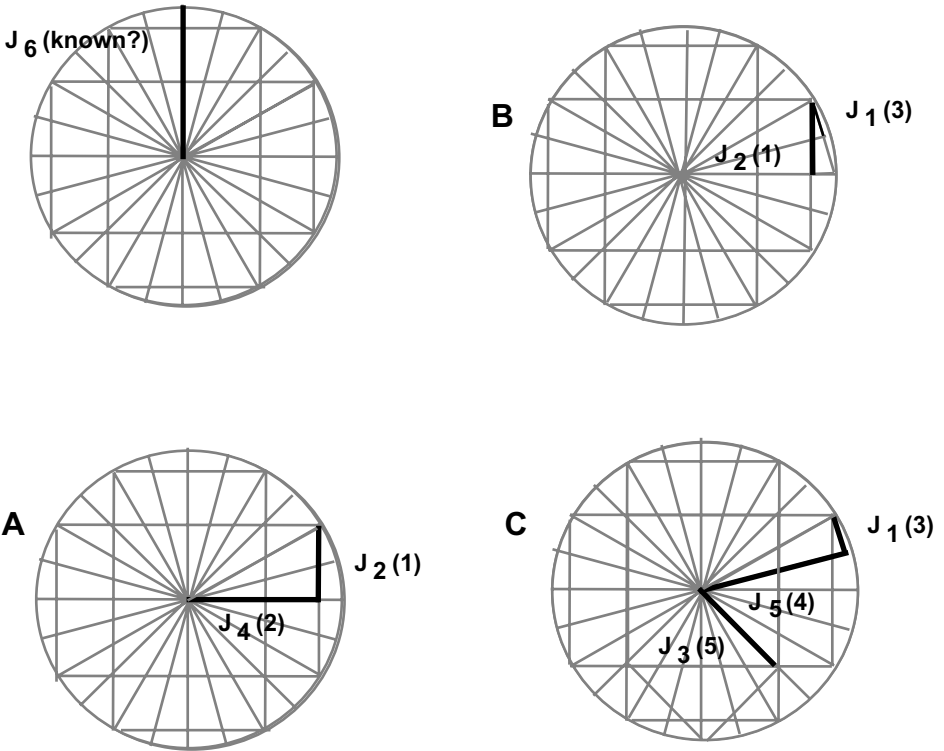 J 6 (known?)
B
J 1 (3)
J 2 (1)
A
J 2 (1)
J 4 (2)
C
J 1 (3)
J 5 (4)
J 3 (5)